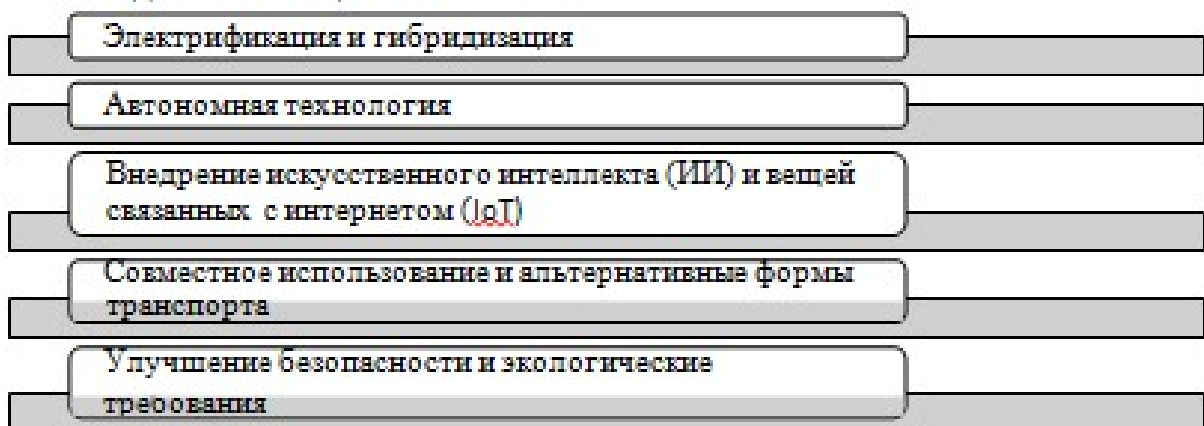 Электрификация и гибридизация
Автономная технология
Внедрение искусственного интеллекта (ИИ) и вещей
связанных с интернетом (IoT)
Совместное использование и альтернативные формы
транспорта
Улучшение безопасности и экологические
требования